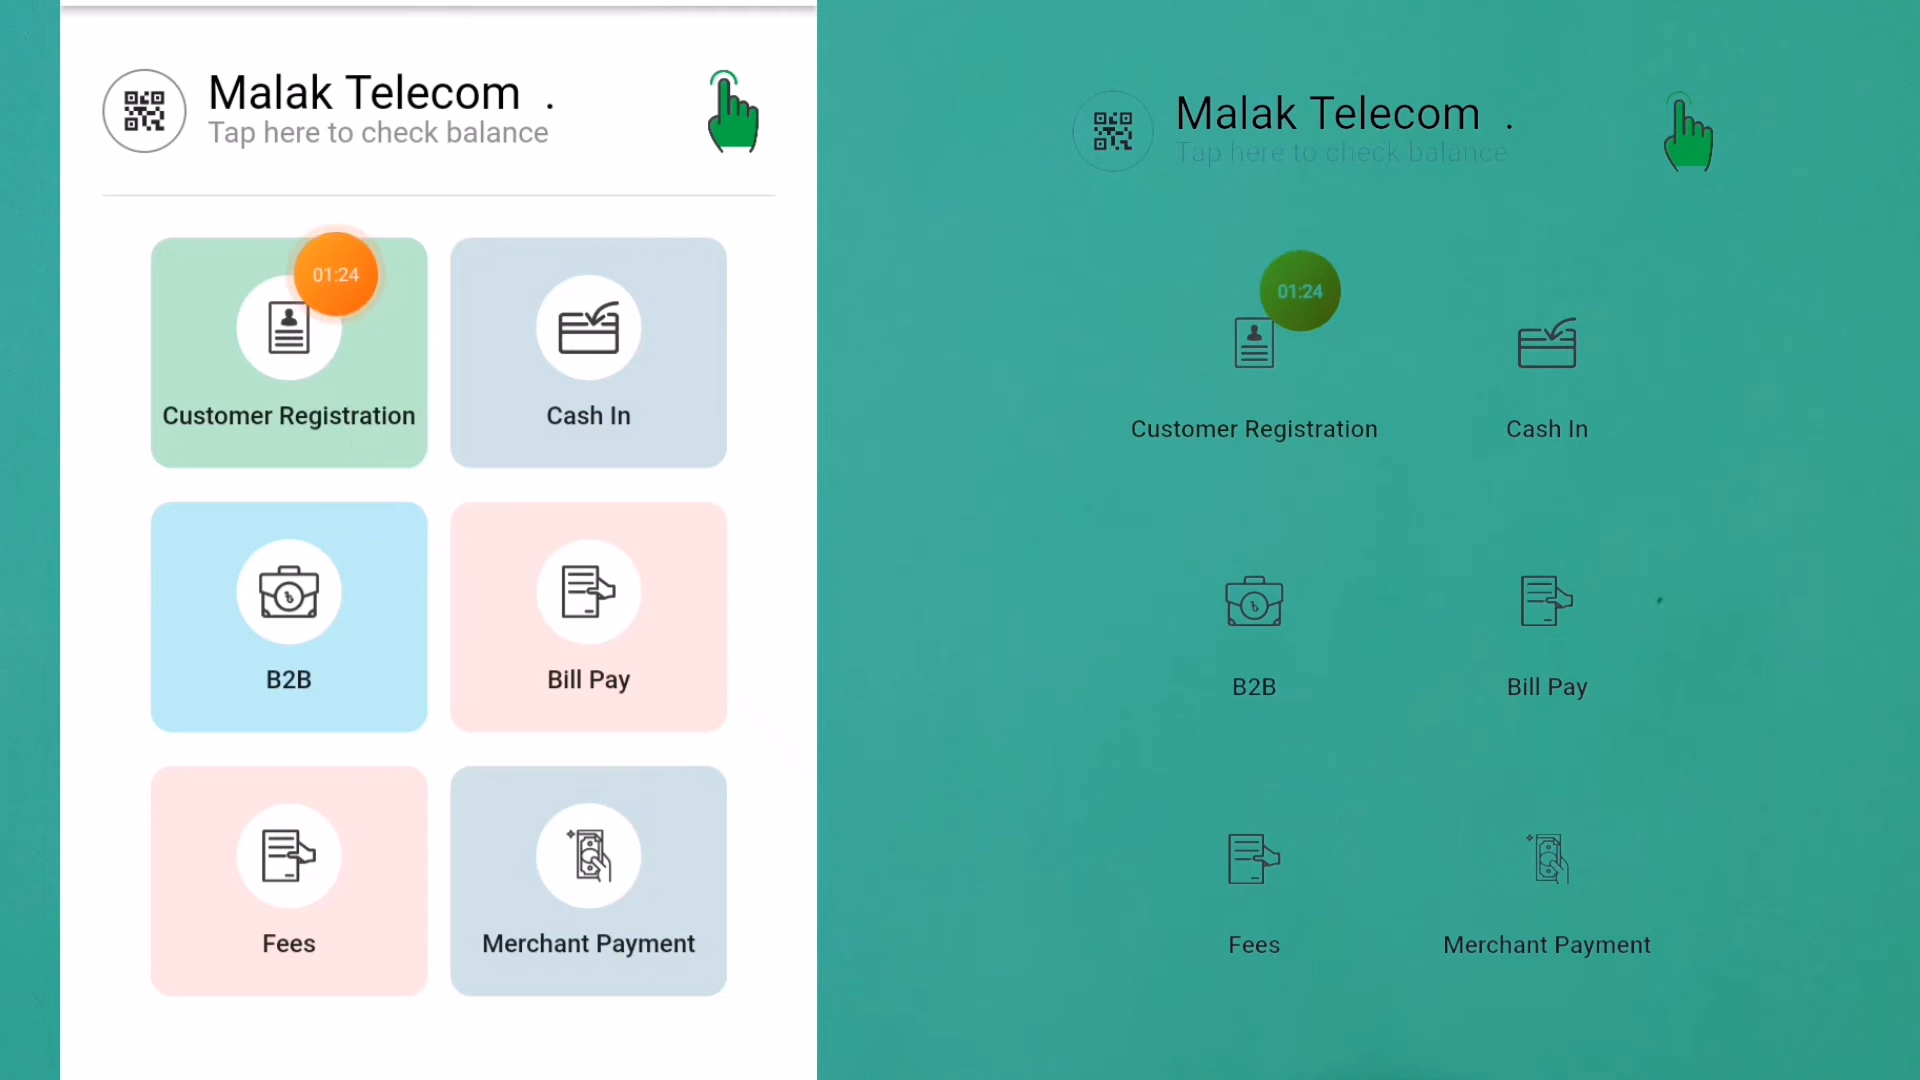 Malak Telecom .
Tap here to check balance
01:24
Customer Registration
Cash In
B2B
Bill Pay
Fees
Merchant Payment
Malak Telecom .
Tap here to check balance
01:24
Customer Registration
Cash In
B2B
Bill Pay
Fees
Merchant Payment